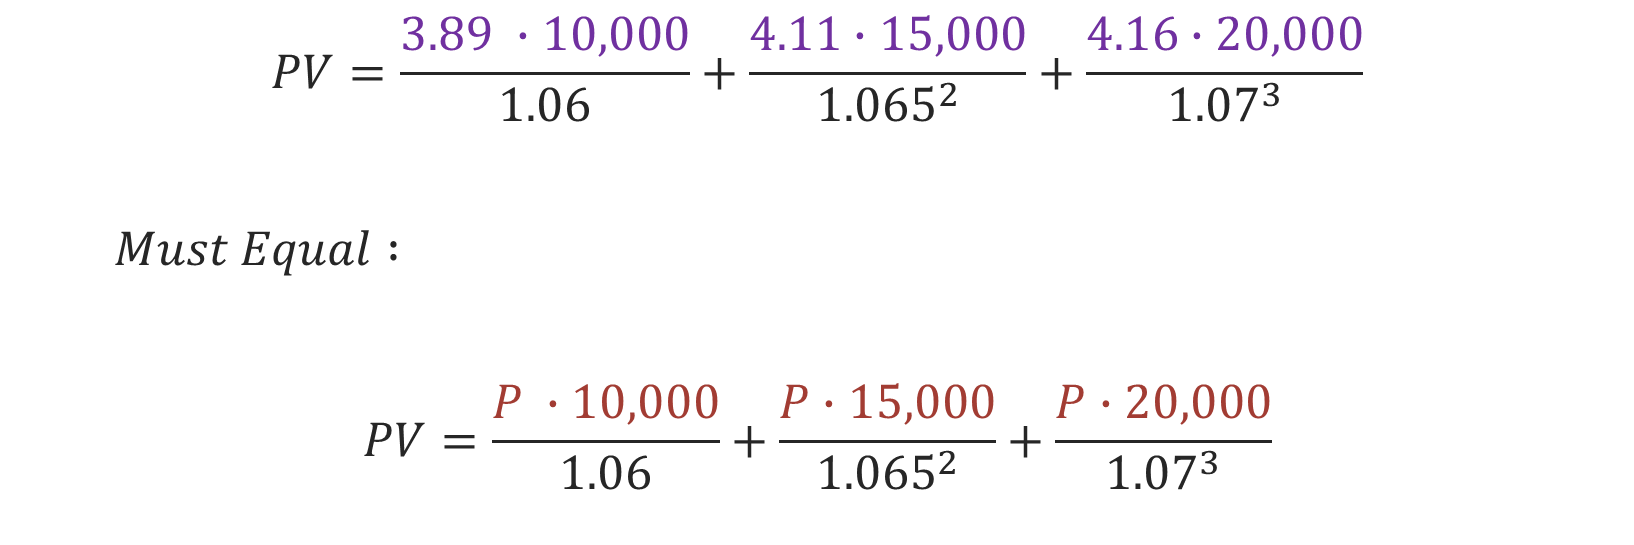 PV = 3.89 · 10,000 / 1.06 + 4.11 · 15,000 / 1.065² + 4.16 · 20,000 / 1.07³
Must Equal :
PV = P · 10,000 / 1.06 + P · 15,000 / 1.065² + P · 20,000 / 1.07³